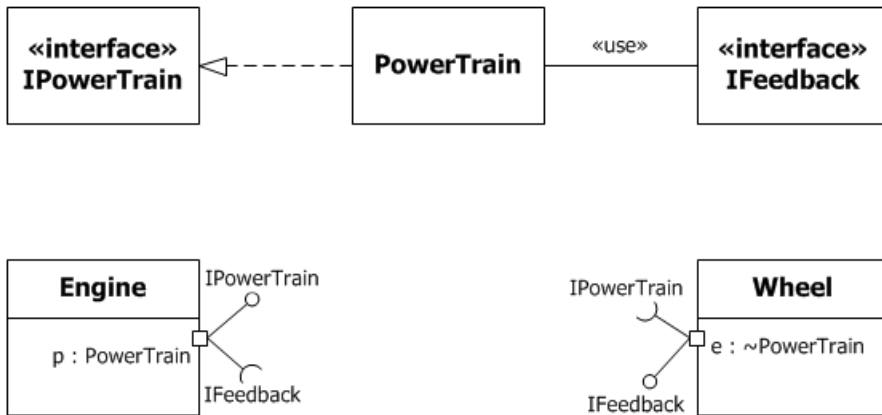 «interface»
IPowerTrain
PowerTrain
«use»
«interface»
IFeedback
Engine
p : PowerTrain
IPowerTrain
IFeedback
IPowerTrain
IFeedback
Wheel
e : ~PowerTrain